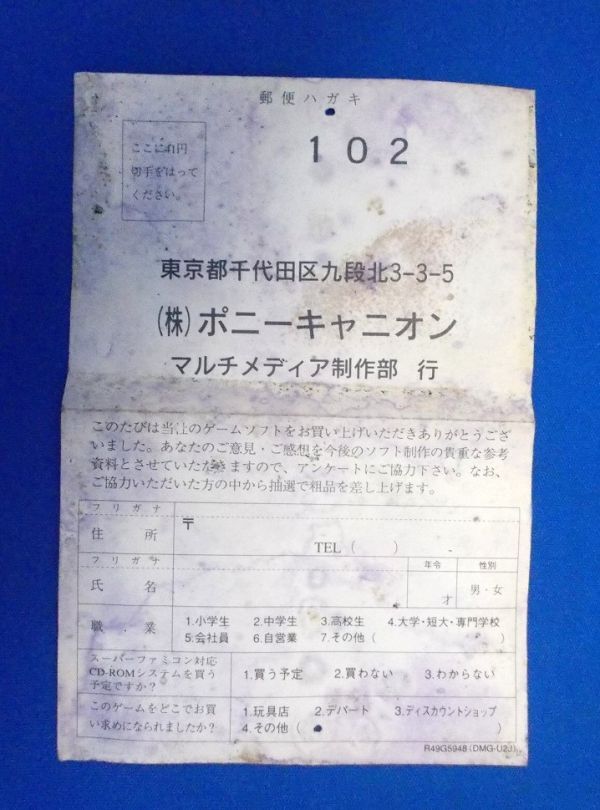 郵便ハガキ
ここに41円
切手をはって
ください。
102
東京都千代田区九段北3-3-5
(株)ポニーキャニオン
マルチメディア制作部 行
このたびは当社のゲームソフトをお買い上げいただきありがとうござ
いました。あなたのご意見・ご感想を今後のソフト制作の貴重な参考
資料とさせていただきますので、アンケートにご協力下さい。なお、
ご協力いただいた方の中から抽選で粗品を差し上げます。
フリガナ
住所
〒
TEL( ) -
フリガナ
氏名
年令
才
性別
男・女
職業
1.小学生 2.中学生 3.高校生 4.大学・短大・専門学校
5.会社員 6.自営業 7.その他( )
スーパーファミコン対応
CD-ROMシステムを買う
予定ですか?
1.買う予定 2.買わない 3.わからない
このゲームをどこでお買
い求めになられましたか?
1.玩具店 2.デパート 3.ディスカウントショップ
4.その他( )
R49G5948(DMG-U2J)